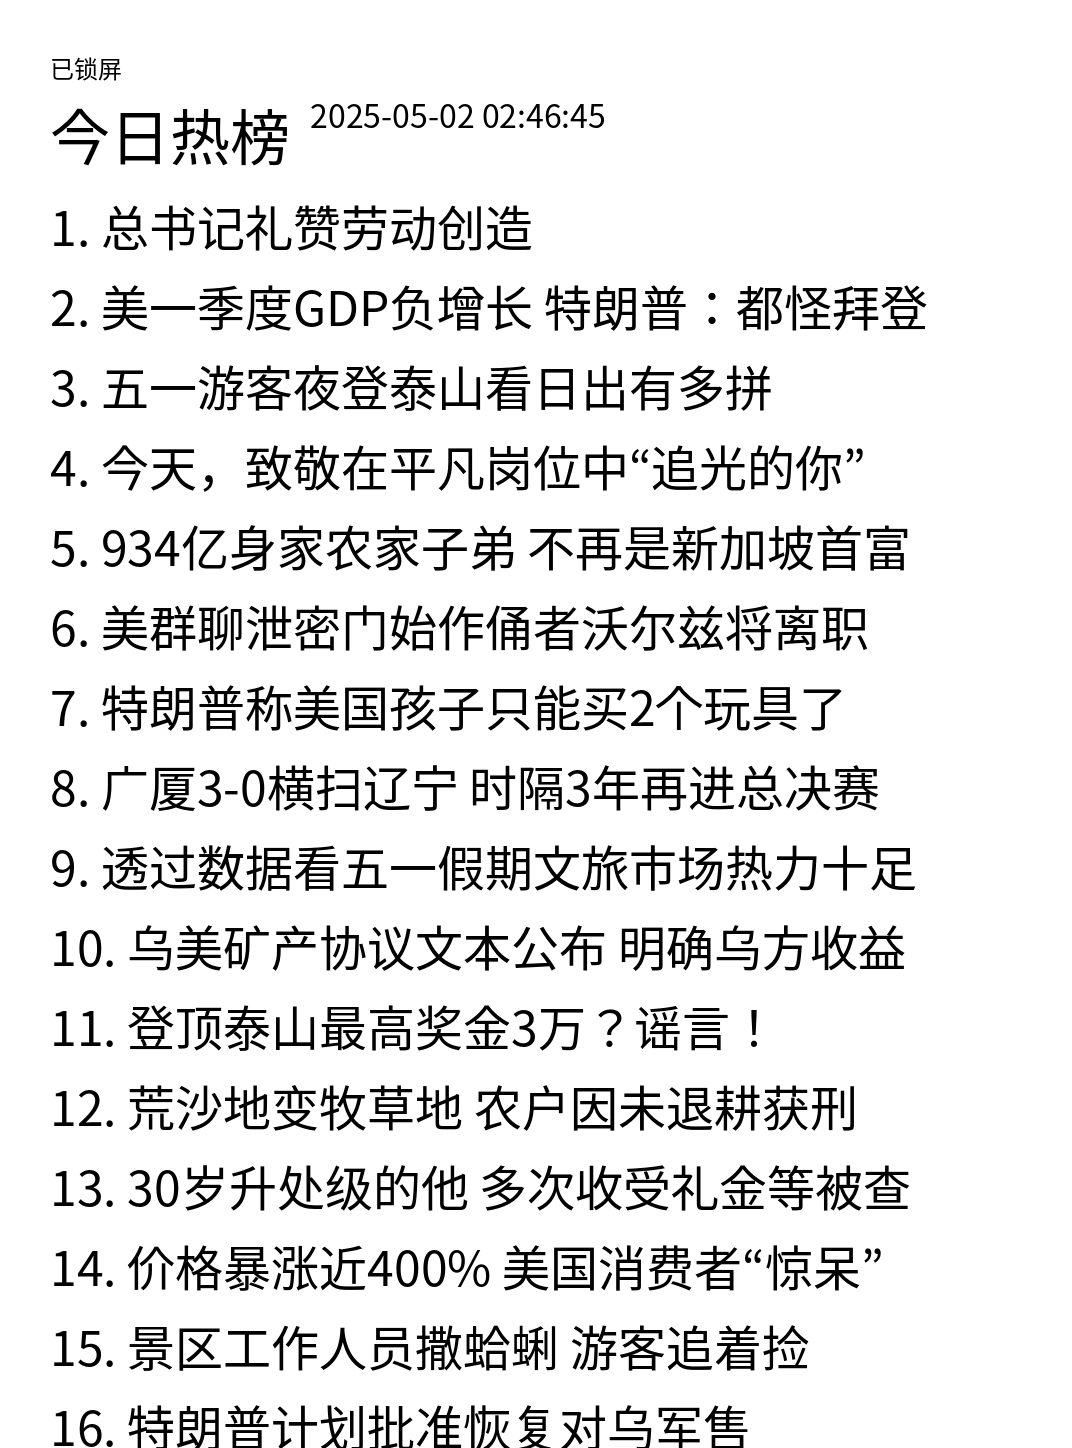 已锁屏
今日热榜 2025-05-02 02:46:45
1. 总书记礼赞劳动创造
2. 美一季度GDP负增长 特朗普：都怪拜登
3. 五一游客夜登泰山看日出有多拼
4. 今天，致敬在平凡岗位中“追光的你”
5. 934亿身家农家子弟 不再是新加坡首富
6. 美群聊泄密门始作俑者沃尔兹将离职
7. 特朗普称美国孩子只能买2个玩具了
8. 广厦3-0横扫辽宁 时隔3年再进总决赛
9. 透过数据看五一假期文旅市场热力十足
10. 乌美矿产协议文本公布 明确乌方收益
11. 登顶泰山最高奖金3万？谣言！
12. 荒沙地变牧草地 农户因未退耕获刑
13. 30岁升处级的他 多次收受礼金等被查
14. 价格暴涨近400% 美国消费者“惊呆”
15. 景区工作人员撒蛤蜊 游客追着捡
16. 特朗普计划批准恢复对乌军售